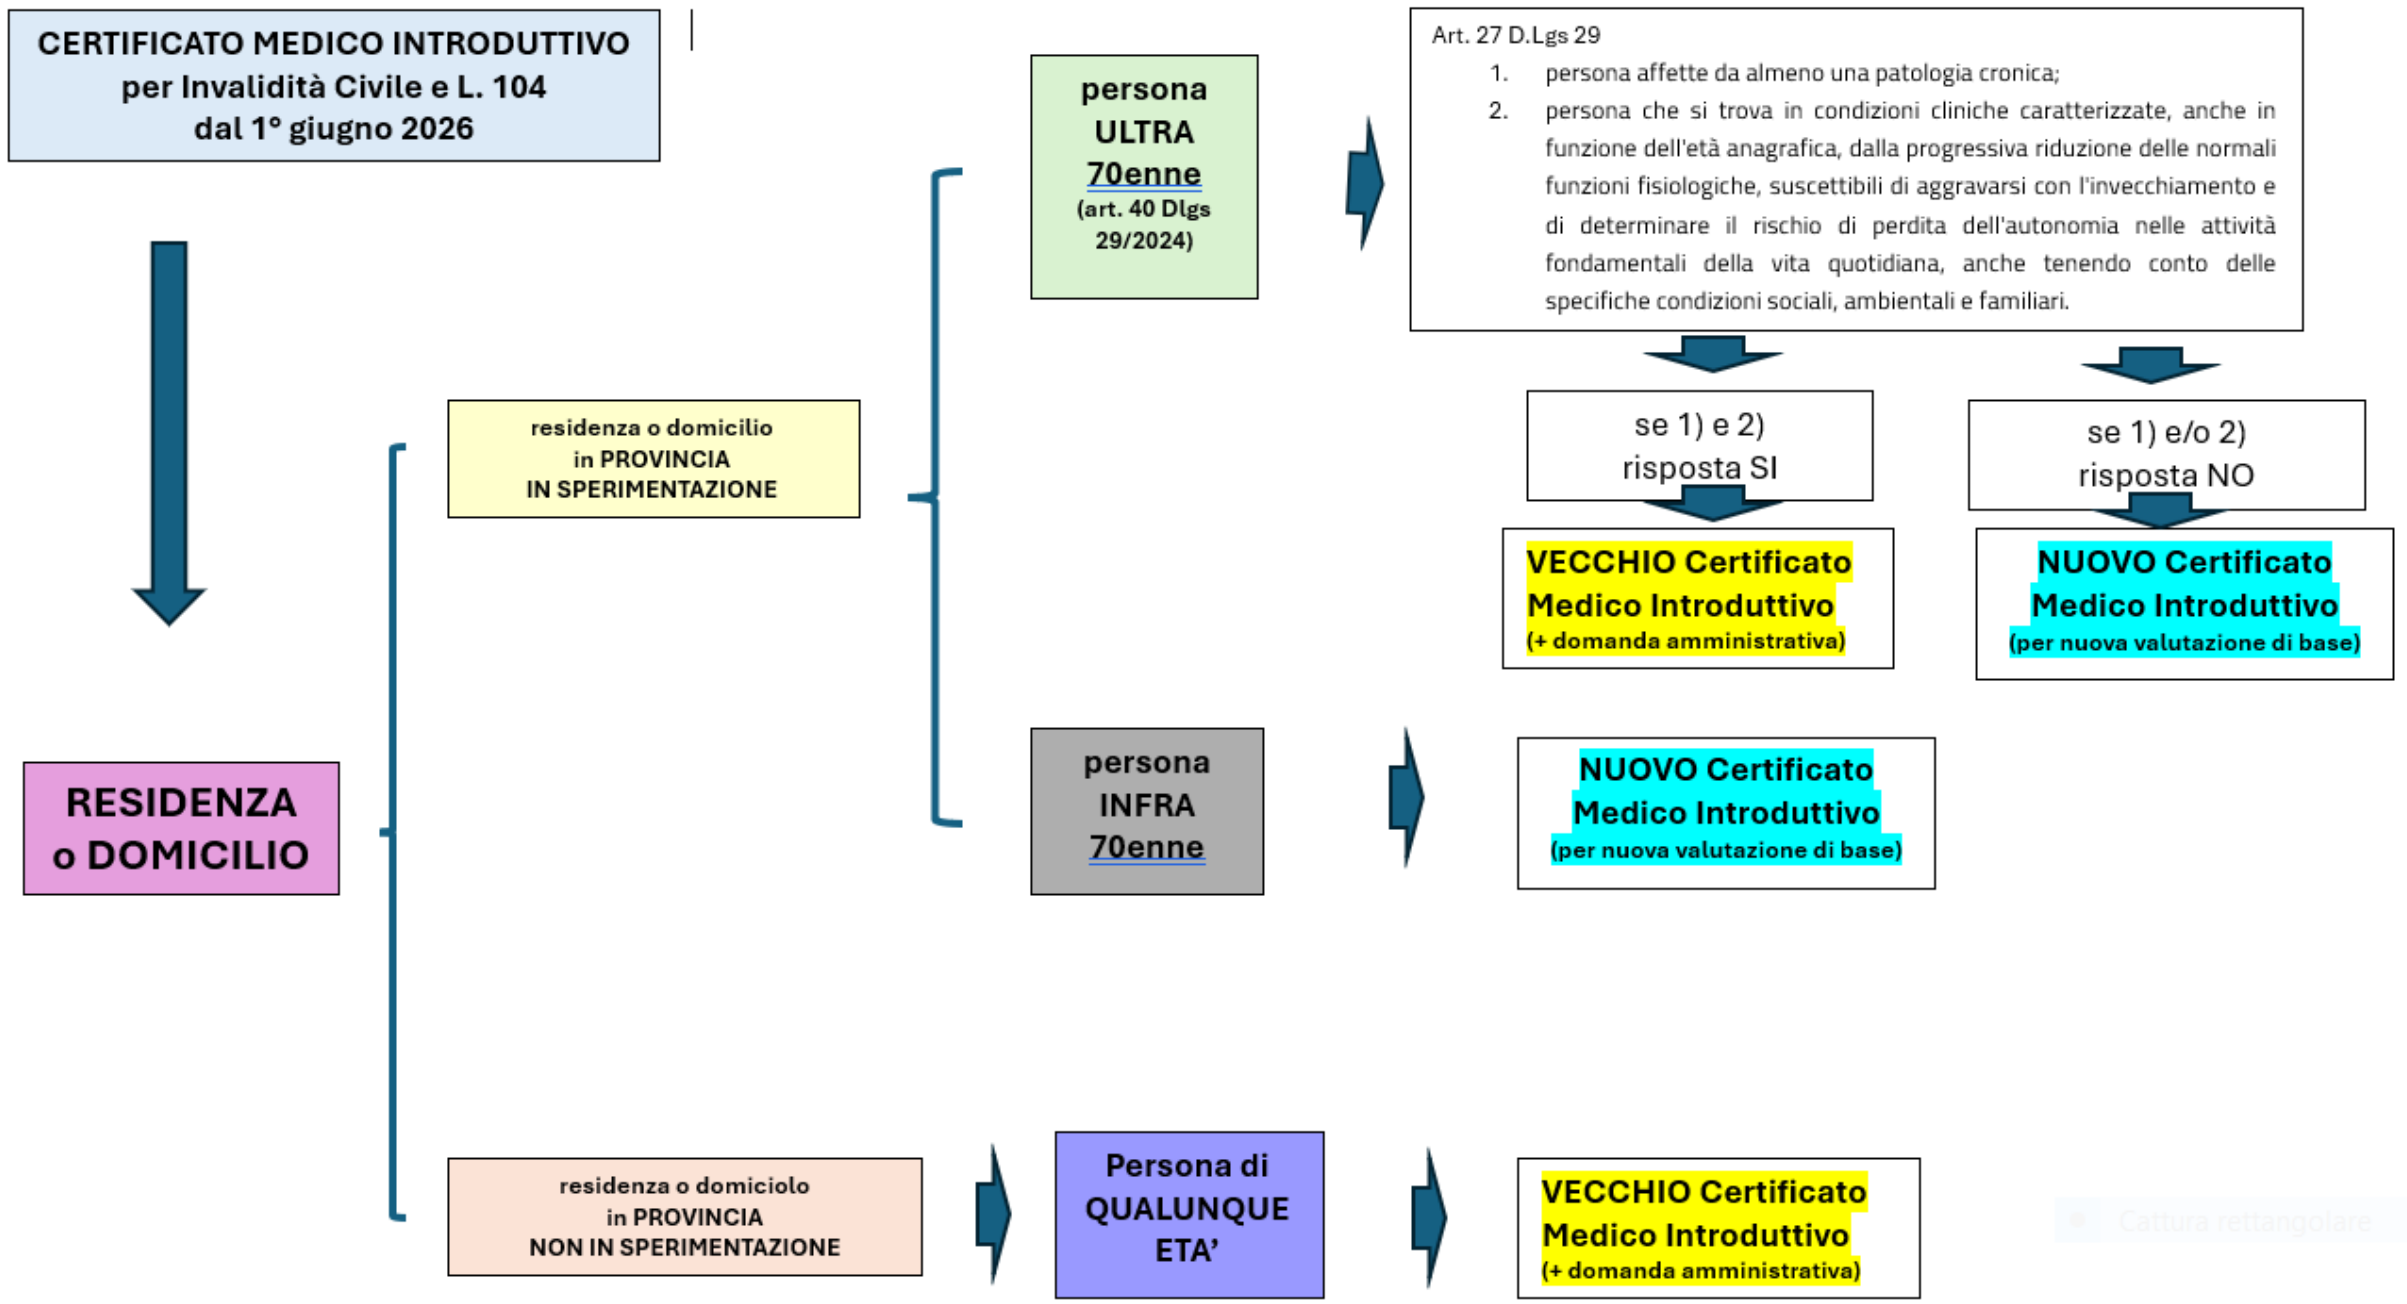 CERTIFICATO MEDICO INTRODUTTIVO
per Invalidità Civile e L. 104
dal 1° giugno 2026
RESIDENZA
o DOMICILIO
residenza o domicilio
in PROVINCIA
IN SPERIMENTAZIONE
persona
ULTRA
70enne
(art. 40 Dlgs
29/2024)
Art. 27 D.Lgs 29
1. persona affette da almeno una patologia cronica;
2. persona che si trova in condizioni cliniche caratterizzate, anche in
funzione dell'età anagrafica, dalla progressiva riduzione delle normali
funzioni fisiologiche, suscettibili di aggravarsi con l'invecchiamento e
di determinare il rischio di perdita dell'autonomia nelle attività
fondamentali della vita quotidiana, anche tenendo conto delle
specifiche condizioni sociali, ambientali e familiari.
se 1) e 2)
risposta SI
VECCHIO Certificato
Medico Introduttivo
(+ domanda amministrativa)
se 1) e/o 2)
risposta NO
NUOVO Certificato
Medico Introduttivo
(per nuova valutazione di base)
persona
INFRA
70enne
NUOVO Certificato
Medico Introduttivo
(per nuova valutazione di base)
residenza o domiciolo
in PROVINCIA
NON IN SPERIMENTAZIONE
Persona di
QUALUNQUE
ETA’
VECCHIO Certificato
Medico Introduttivo
(+ domanda amministrativa)
Cattura rettangolare